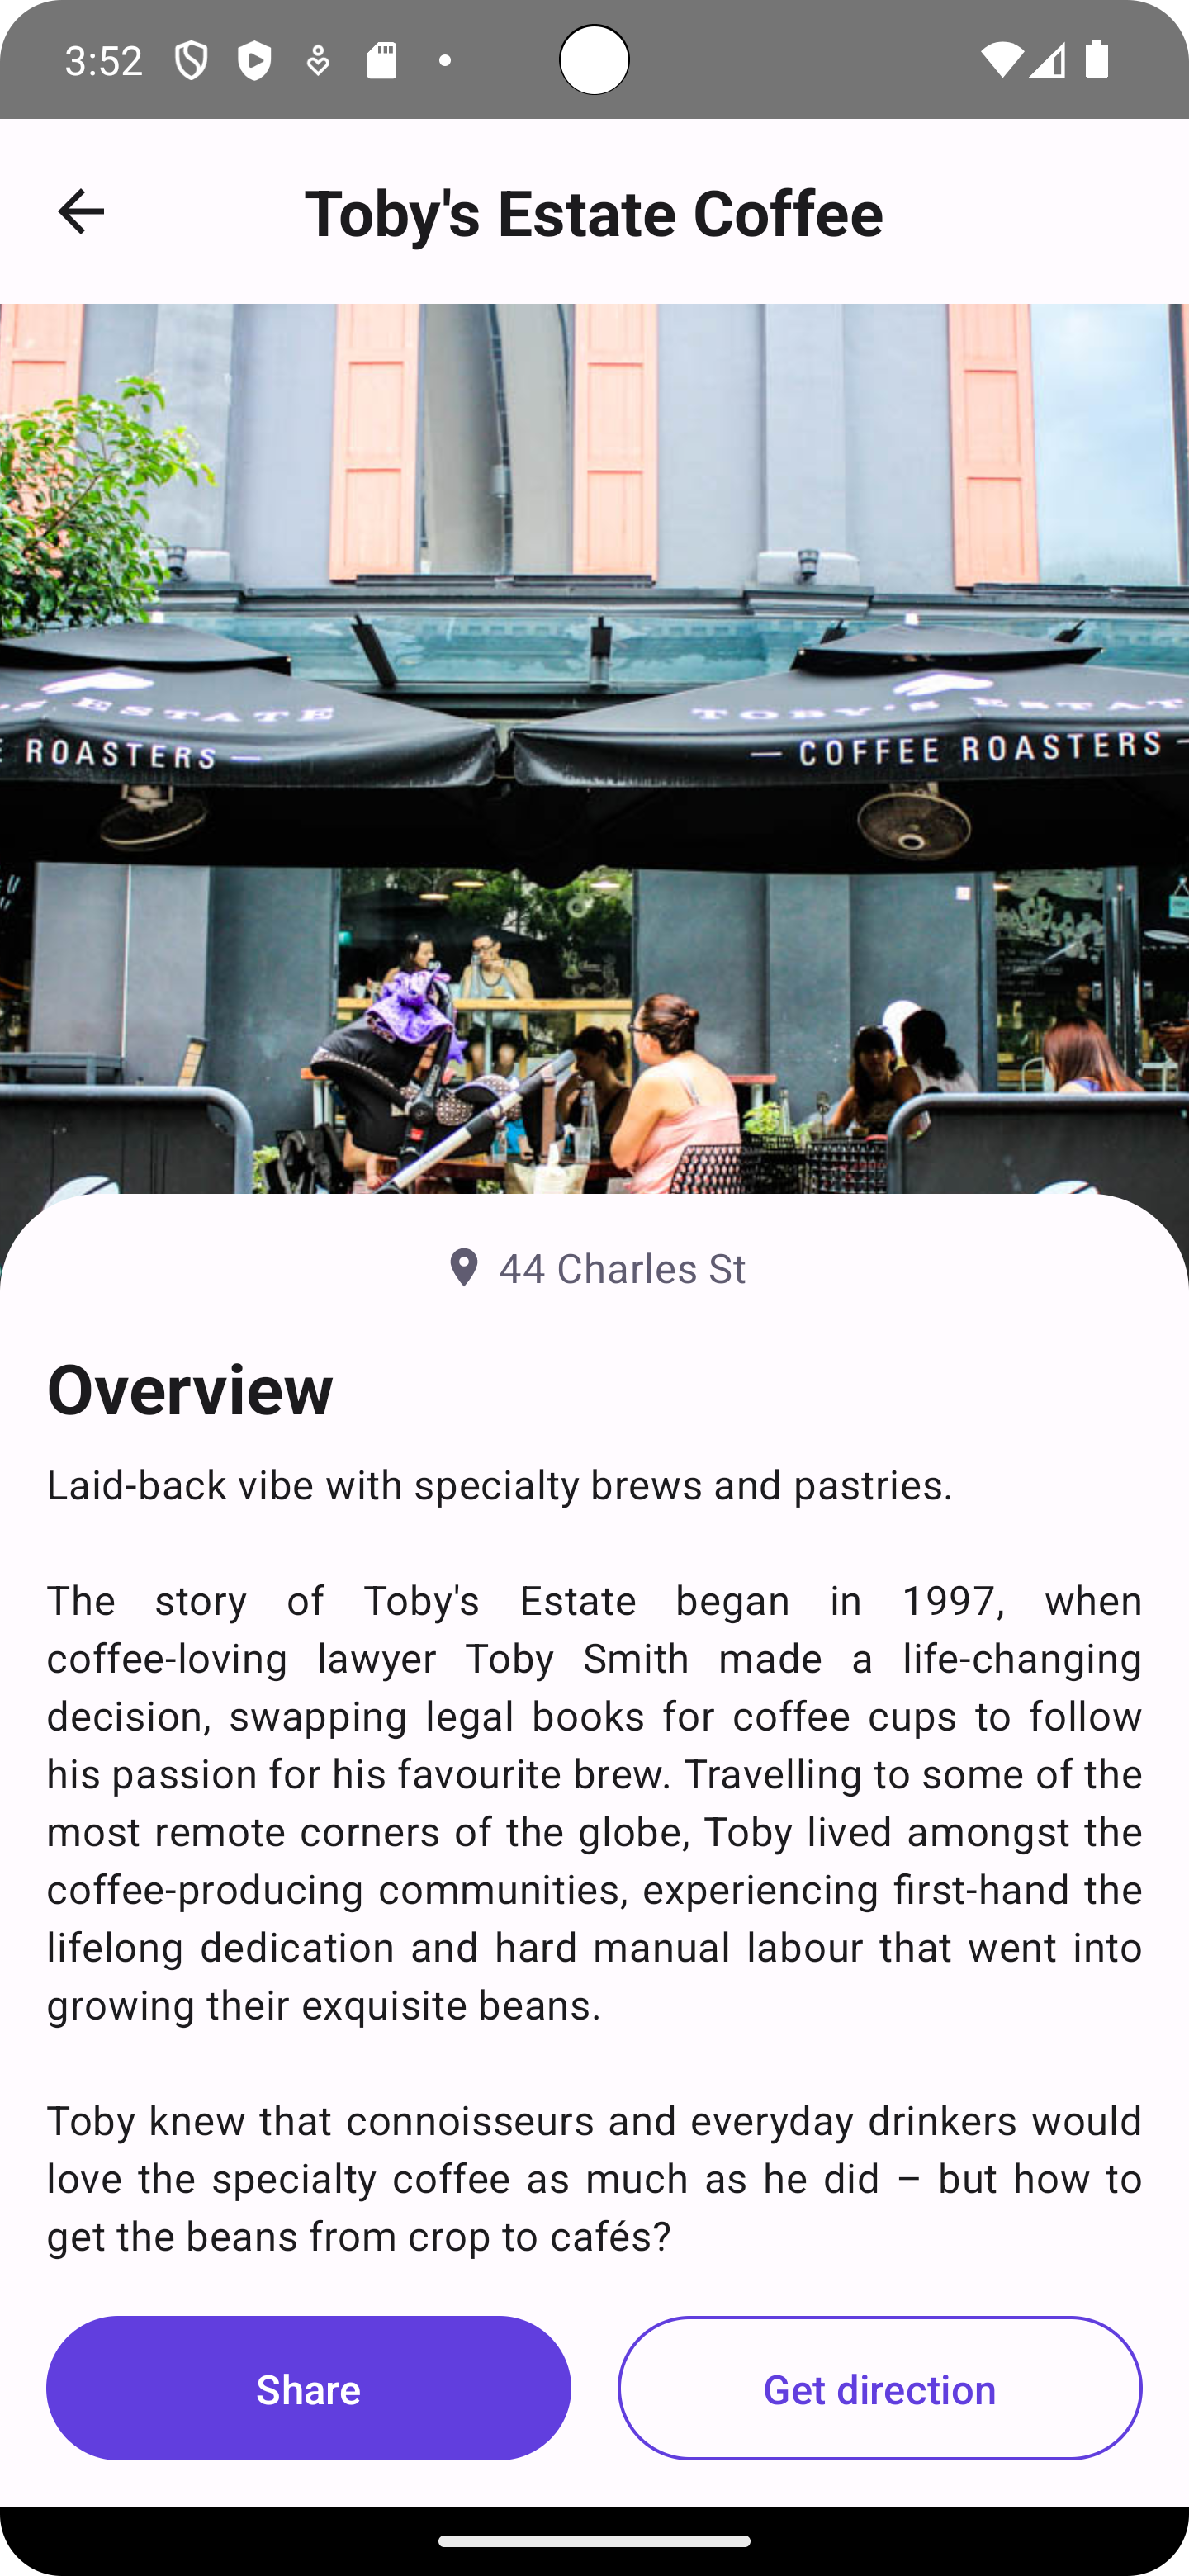 3:52
Toby's Estate Coffee
ESTATE
TOBY'S ESTAT
ROASTERS —
— COFFEE ROASTERS —
44 Charles St
Overview
Laid-back vibe with specialty brews and pastries.
The story of Toby's Estate began in 1997, when
coffee-loving lawyer Toby Smith made a life-changing
decision, swapping legal books for coffee cups to follow
his passion for his favourite brew. Travelling to some of the
most remote corners of the globe, Toby lived amongst the
coffee-producing communities, experiencing first-hand the
lifelong dedication and hard manual labour that went into
growing their exquisite beans.
Toby knew that connoisseurs and everyday drinkers would
love the specialty coffee as much as he did – but how to
get the beans from crop to cafés?
Share
Get direction